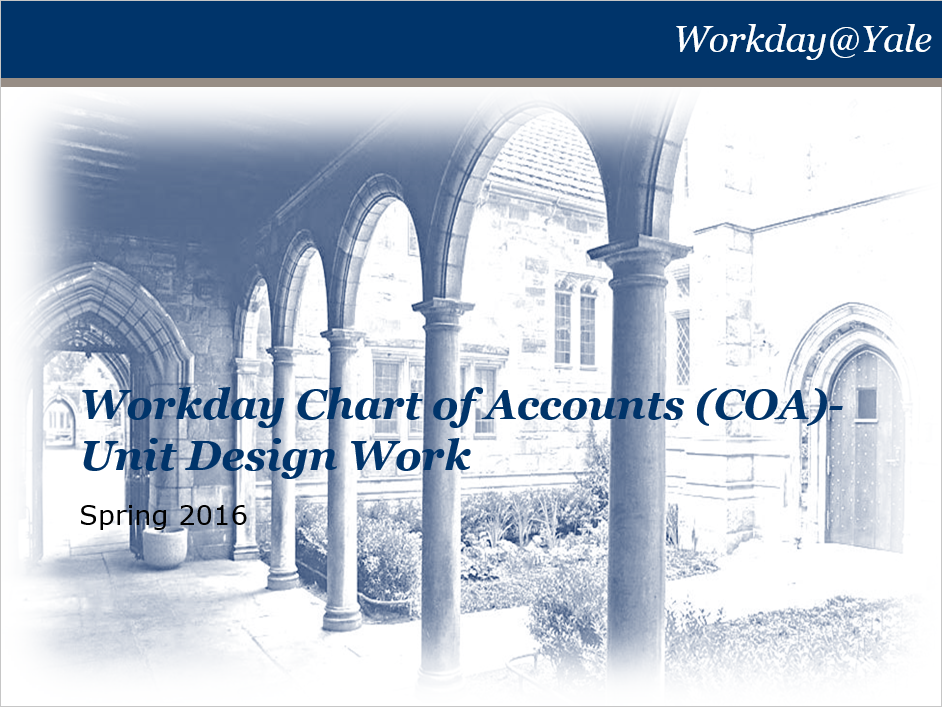 Workday@Yale
Workday Chart of Accounts (COA)-
Unit Design Work
Spring 2016